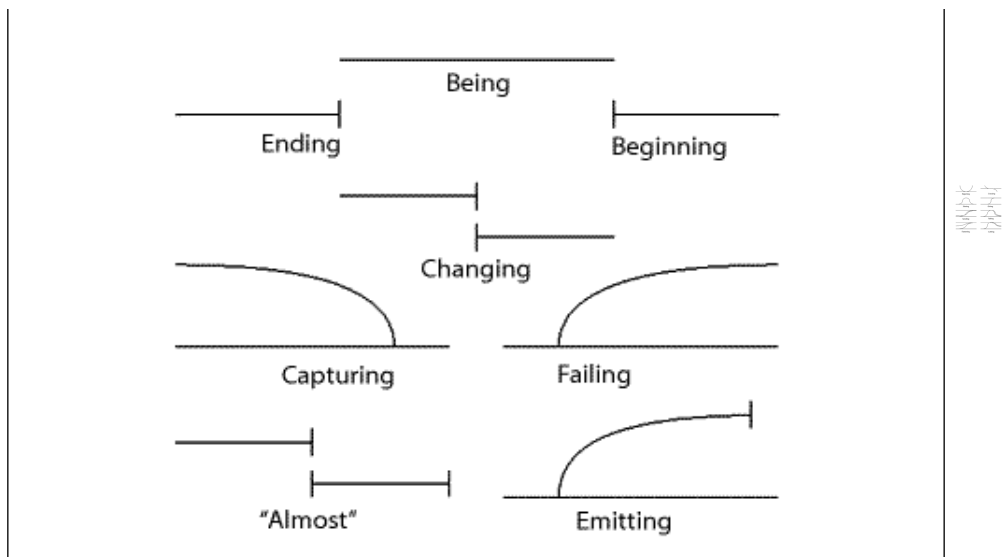 Being
Ending
Beginning
Changing
Capturing
Failing
"Almost"
Emitting